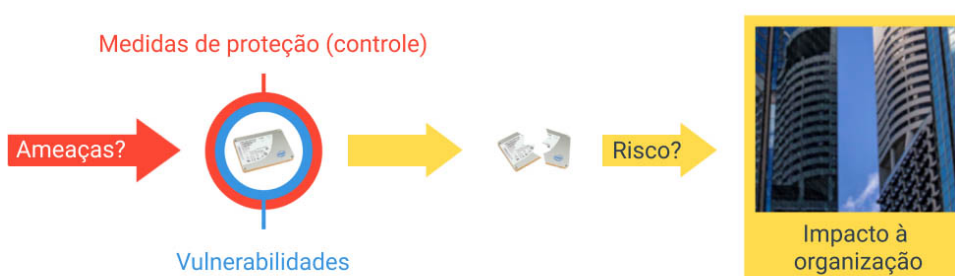 Medidas de proteção (controle)
Ameaças?
Risco?
Vulnerabilidades
Impacto à
organização